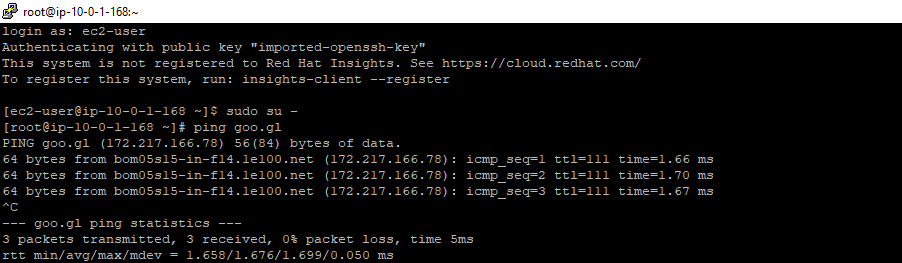 root@ip-10-0-1-168:~
login as: ec2-user
Authenticating with public key "imported-openssh-key"
This system is not registered to Red Hat Insights. See https://cloud.redhat.com/
To register this system, run: insights-client --register
[ec2-user@ip-10-0-1-168 ~]$ sudo su -
[root@ip-10-0-1-168 ~]# ping goo.gl
PING goo.gl (172.217.166.78) 56(84) bytes of data.
64 bytes from bom05s15-in-f14.1e100.net (172.217.166.78): icmp_seq=1 ttl=111 time=1.66 ms
64 bytes from bom05s15-in-f14.1e100.net (172.217.166.78): icmp_seq=2 ttl=111 time=1.70 ms
64 bytes from bom05s15-in-f14.1e100.net (172.217.166.78): icmp_seq=3 ttl=111 time=1.67 ms
^C
--- goo.gl ping statistics ---
3 packets transmitted, 3 received, 0% packet loss, time 5ms
rtt min/avg/max/mdev = 1.658/1.676/1.699/0.050 ms